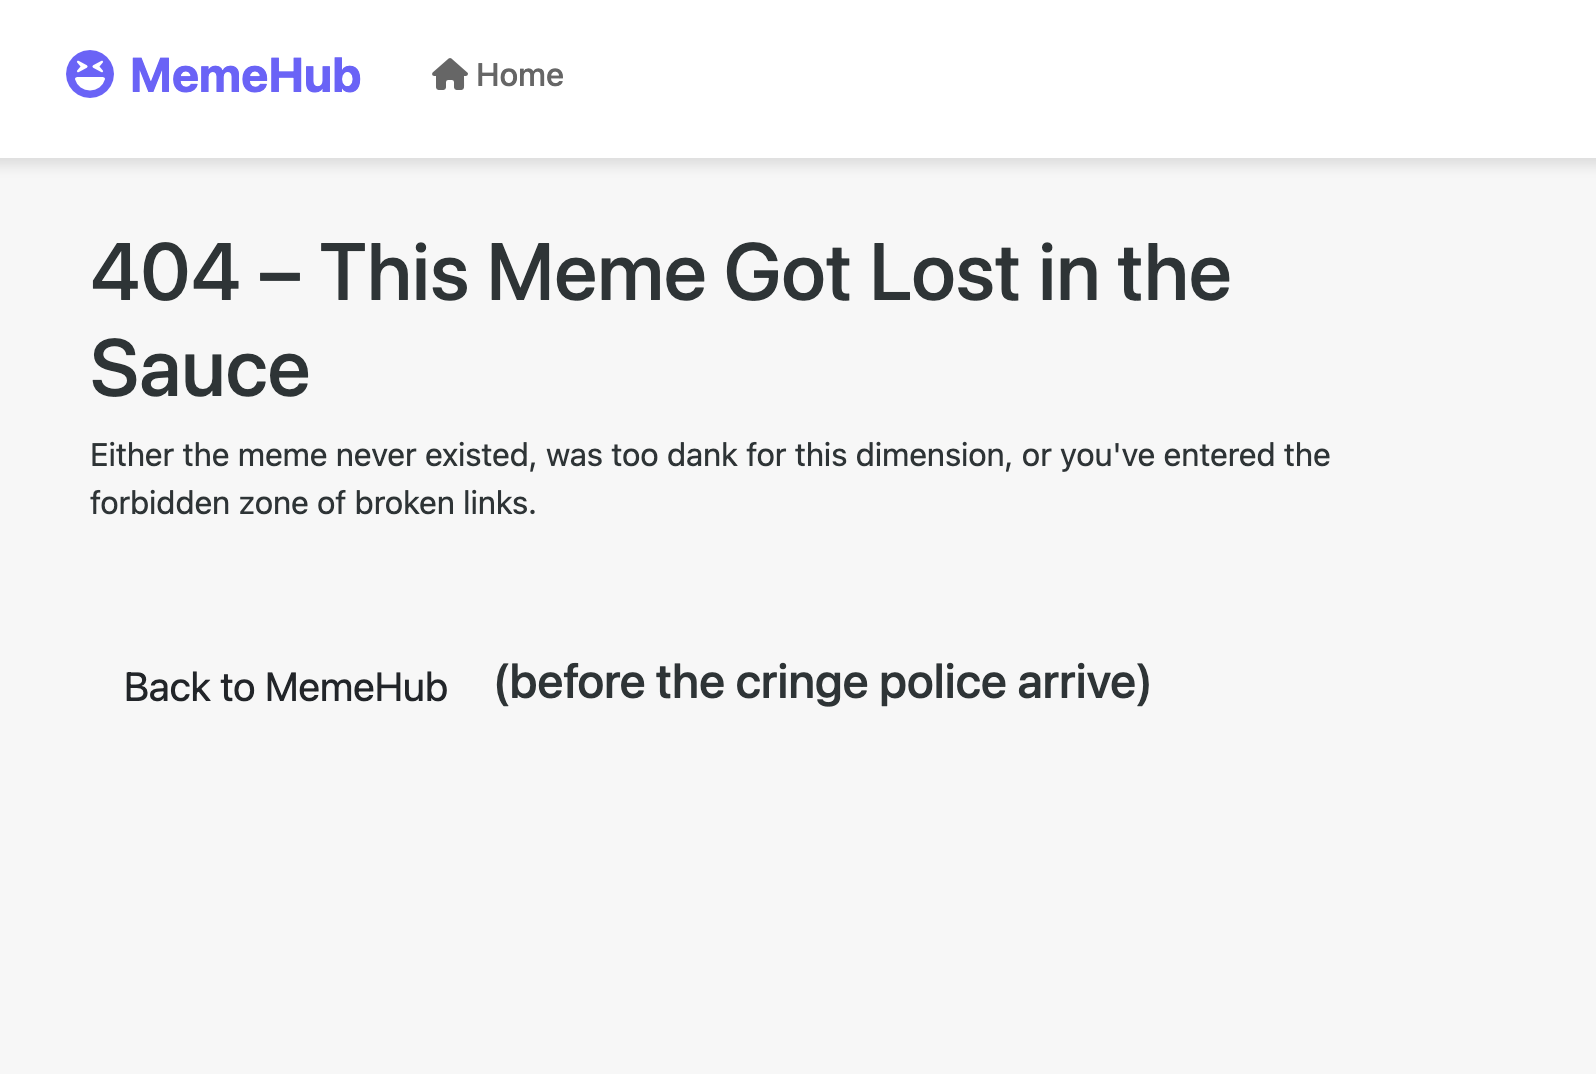 MemeHub Home
404 – This Meme Got Lost in the
Sauce
Either the meme never existed, was too dank for this dimension, or you've entered the
forbidden zone of broken links.
Back to MemeHub (before the cringe police arrive)